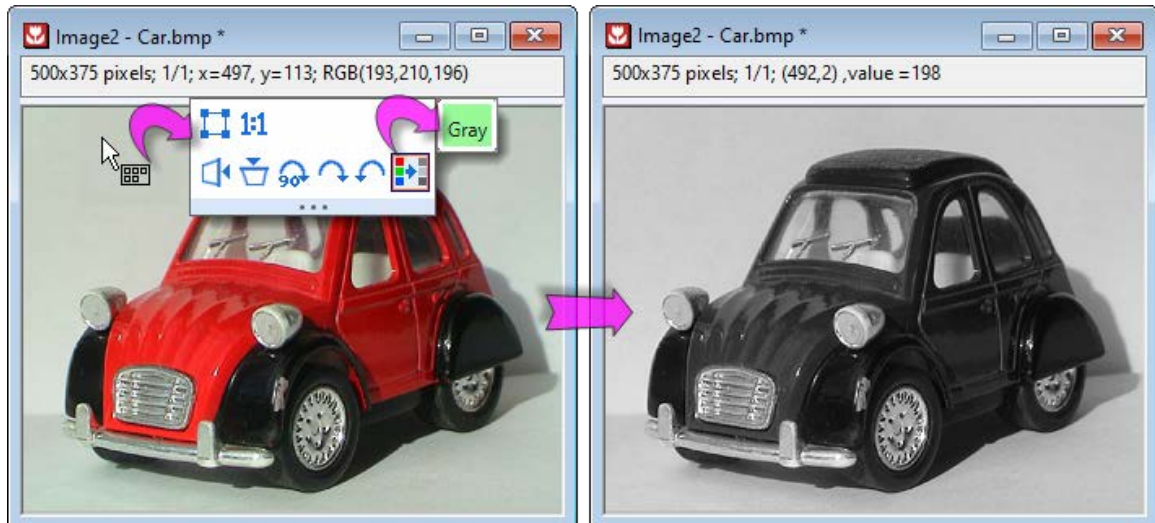 Image2 - Car.bmp *
500x375 pixels; 1/1; x=497, y=113; RGB(193,210,196)
1:1
Gray
90
Image2 - Car.bmp *
500x375 pixels; 1/1; (492,2) ,value =198